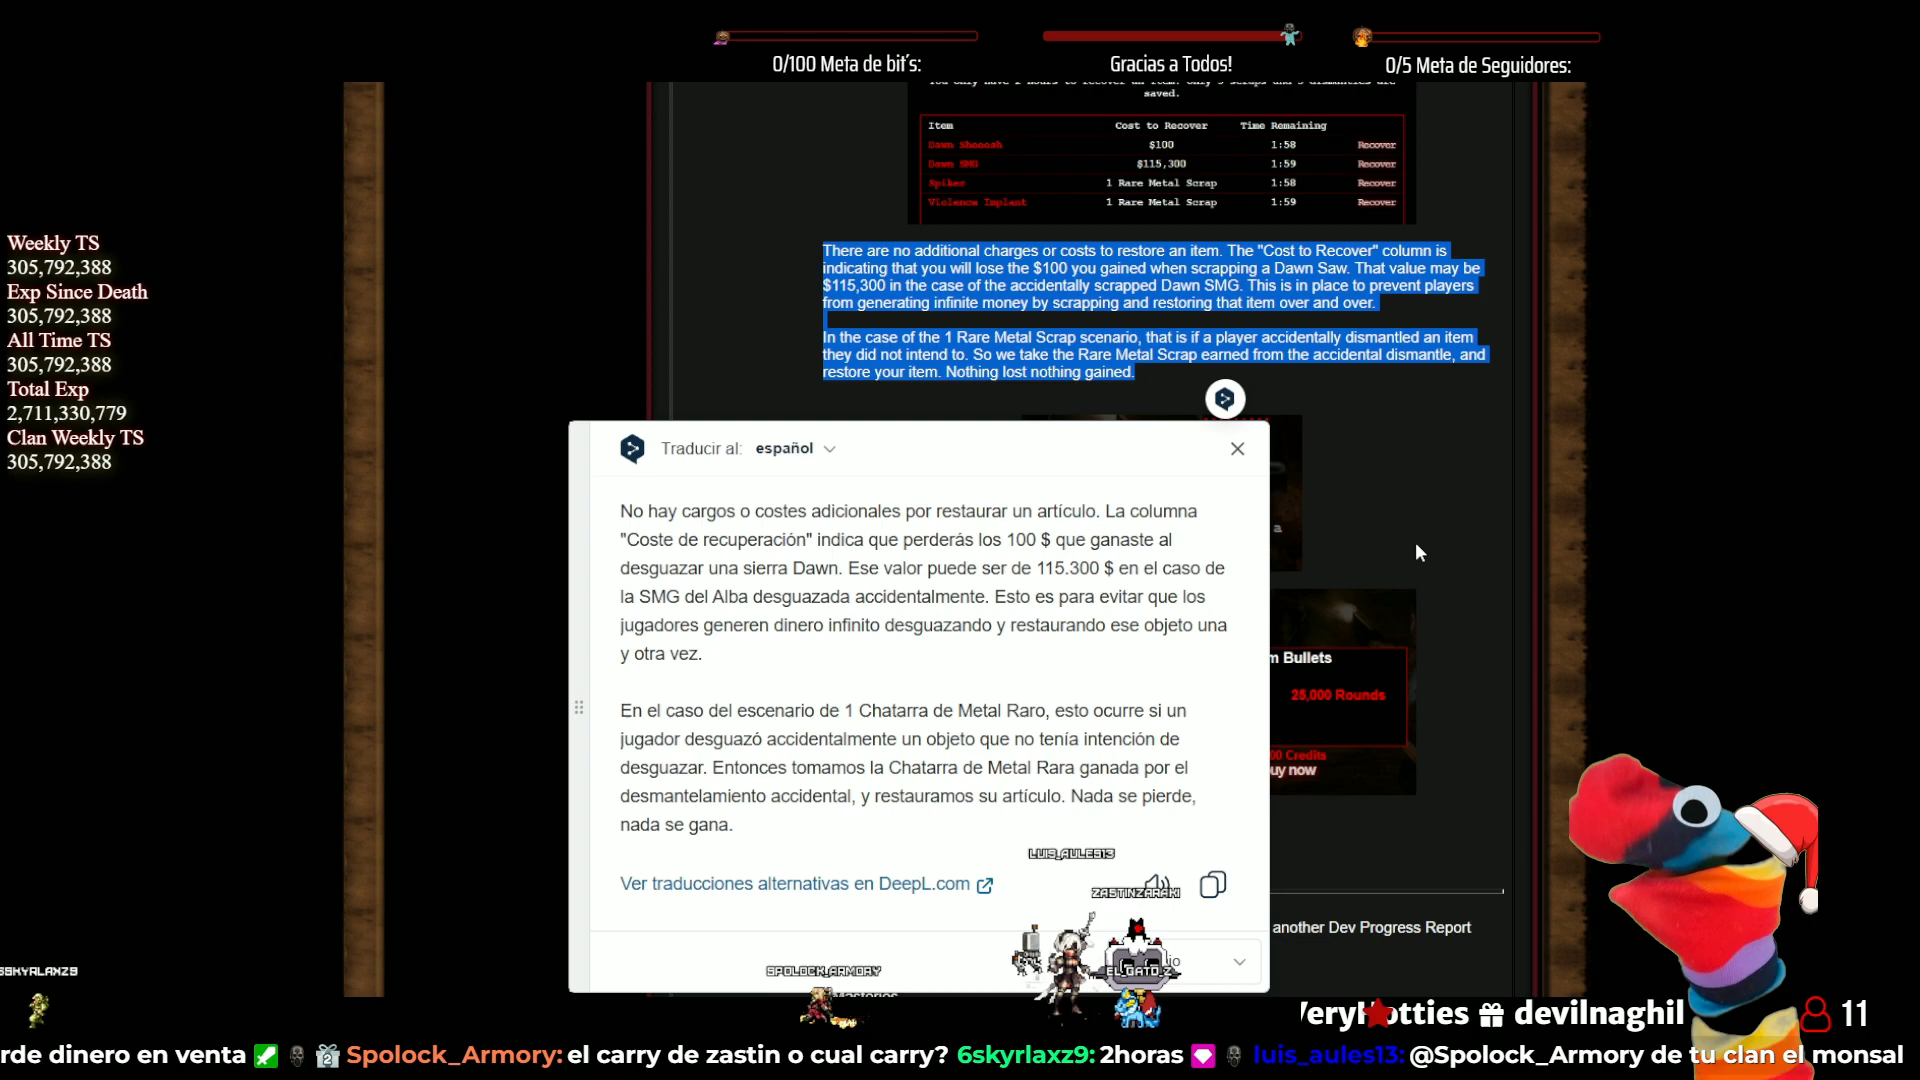 0/100 Meta de bit's:
Gracias a Todos!
0/5 Meta de Seguidores:
saved.
Item Cost to Recover Time Remaining
Dawn Shooosh $100 1:58 Recover
Dawn SMG $115,300 1:59 Recover
Spiker 1 Rare Metal Scrap 1:58 Recover
Violence Implant 1 Rare Metal Scrap 1:59 Recover
Weekly TS
305,792,388
Exp Since Death
305,792,388
All Time TS
305,792,388
Total Exp
2,711,330,779
Clan Weekly TS
305,792,388
There are no additional charges or costs to restore an item. The "Cost to Recover" column is
indicating that you will lose the $100 you gained when scrapping a Dawn Saw. That value may be
$115,300 in the case of the accidentally scrapped Dawn SMG. This is in place to prevent players
from generating infinite money by scrapping and restoring that item over and over.
In the case of the 1 Rare Metal Scrap scenario, that is if a player accidentally dismantled an item
they did not intend to. So we take the Rare Metal Scrap earned from the accidental dismantle, and
restore your item. Nothing lost nothing gained.
Traducir al: español
No hay cargos o costes adicionales por restaurar un artículo. La columna
"Coste de recuperación" indica que perderás los 100 $ que ganaste al
desguazar una sierra Dawn. Ese valor puede ser de 115.300 $ en el caso de
la SMG del Alba desguazada accidentalmente. Esto es para evitar que los
jugadores generen dinero infinito desguazando y restaurando ese objeto una
y otra vez.
En el caso del escenario de 1 Chatarra de Metal Raro, esto ocurre si un
jugador desguazó accidentalmente un objeto que no tenía intención de
desguazar. Entonces tomamos la Chatarra de Metal Rara ganada por el
desmantelamiento accidental, y restauramos su artículo. Nada se pierde,
nada se gana.
Ver traducciones alternativas en DeepL.com
a
m Bullets
25,000 Rounds
00 Credits
uy now
another Dev Progress Report
LUIS_AULES13
ZASTINZARAKI
SPOLOCK_ARMORY
EL_GATO_Z_
6SKYRLAXZ9
VeryHotties devilnaghil
11
rde dinero en venta Spolock_Armory: el carry de zastin o cual carry? 6skyrlaxz9: 2horas luis_aules13: @Spolock_Armory de tu clan el monsal